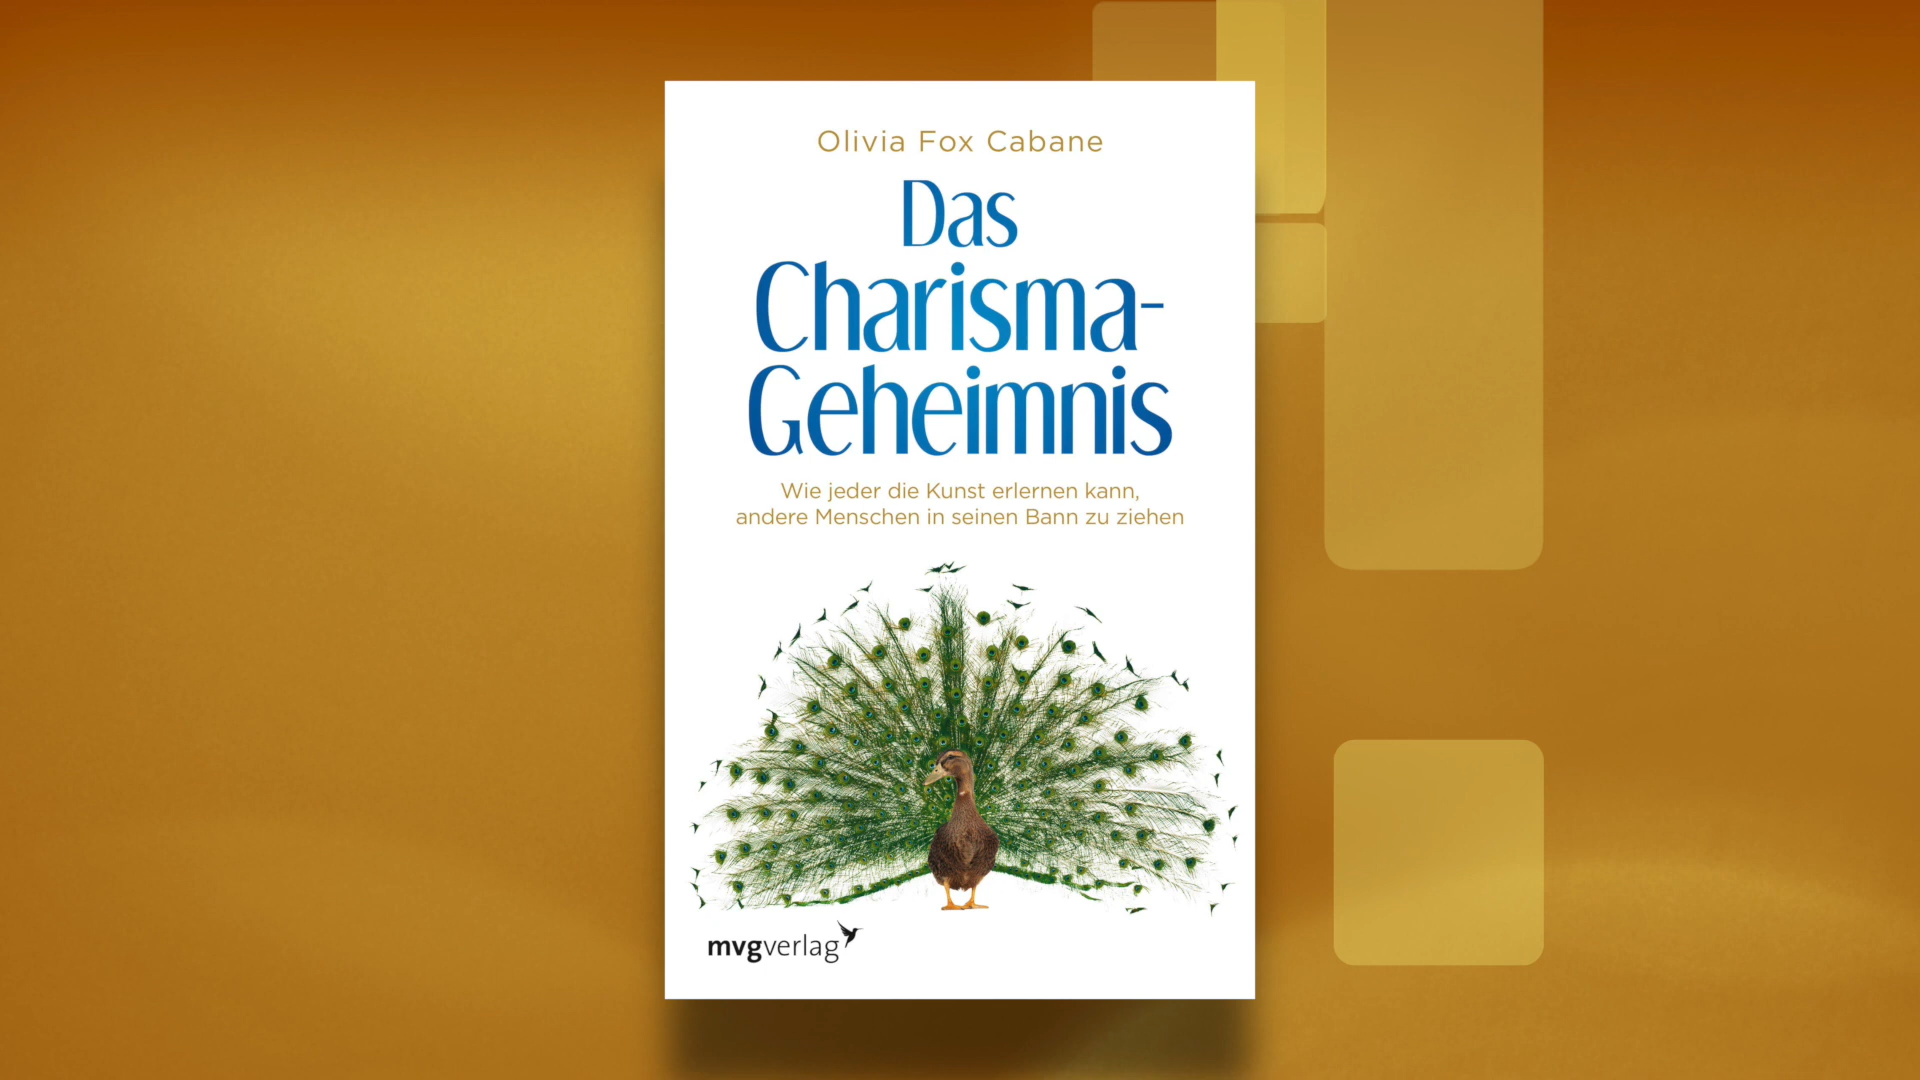 Olivia Fox Cabane
Das
Charisma-
Geheimnis
Wie jeder die Kunst erlernen kann,
andere Menschen in seinen Bann zu ziehen
mvgverlag